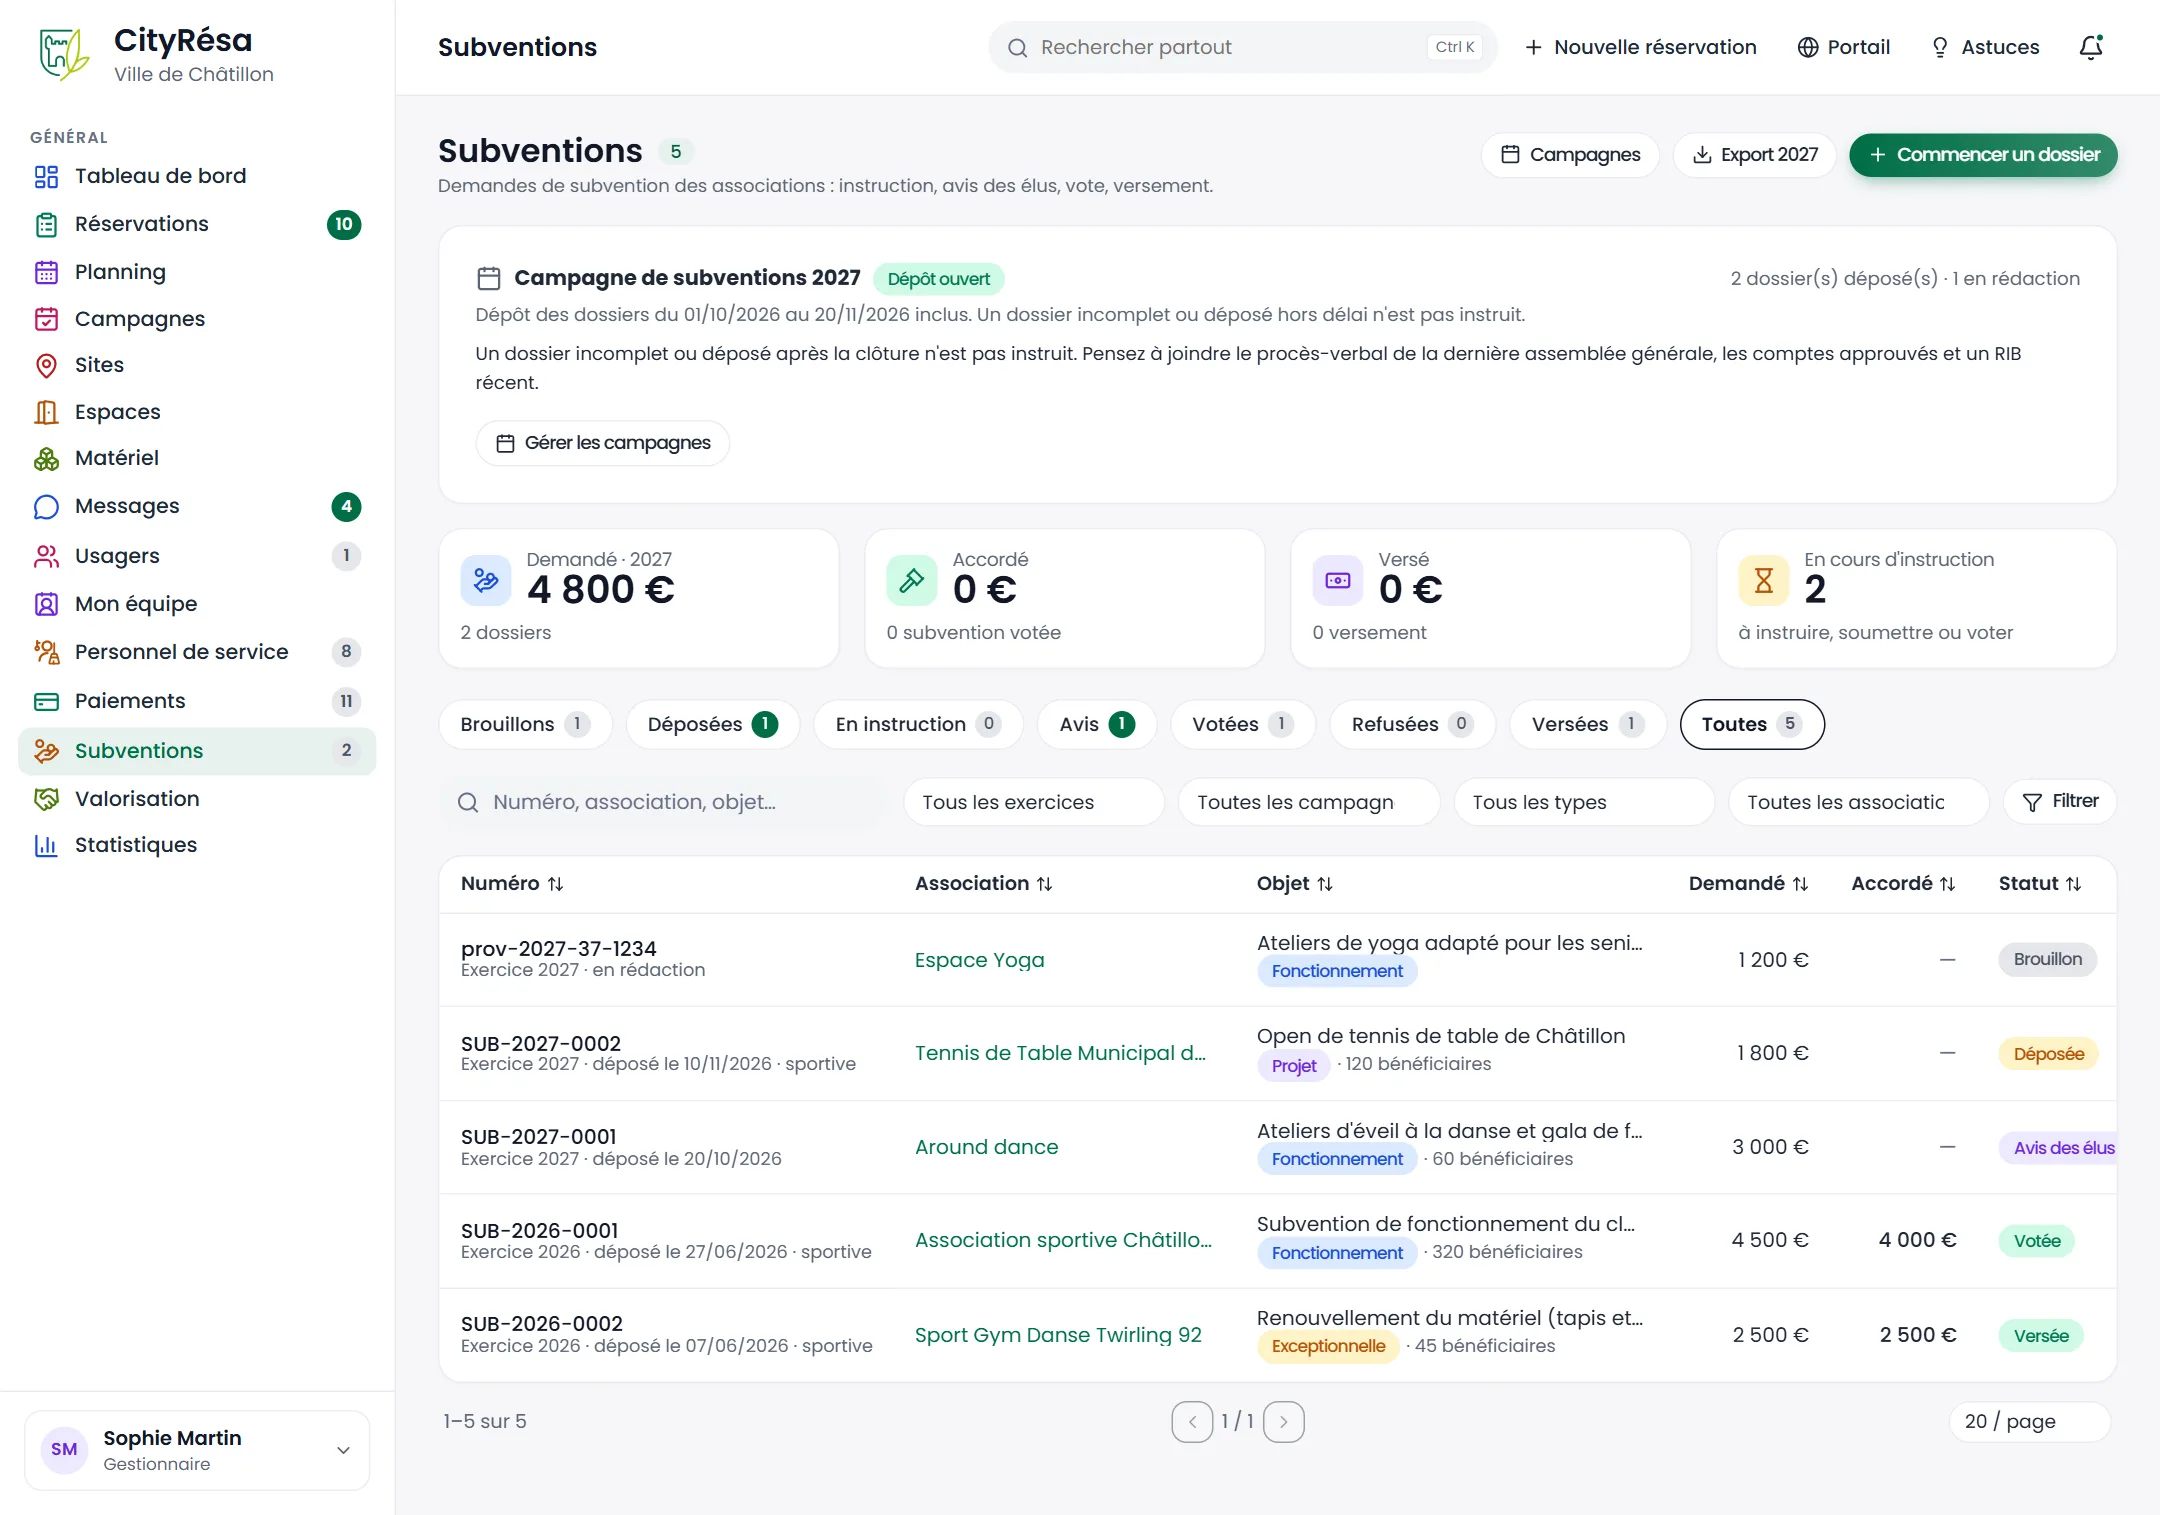 CityRésa
Ville de Châtillon
GÉNÉRAL
Tableau de bord
Réservations 10
Planning
Campagnes
Sites
Espaces
Matériel
Messages 4
Usagers 1
Mon équipe
Personnel de service 8
Paiements 11
Subventions 2
Valorisation
Statistiques
SM Sophie Martin
Gestionnaire
Subventions
Rechercher partout Ctrl K
Nouvelle réservation
Portail
Astuces
Subventions 5
Demandes de subvention des associations : instruction, avis des élus, vote, versement.
Campagnes
Export 2027
+ Commencer un dossier
Campagne de subventions 2027 Dépôt ouvert
2 dossier(s) déposé(s) · 1 en rédaction
Dépôt des dossiers du 01/10/2026 au 20/11/2026 inclus. Un dossier incomplet ou déposé hors délai n'est pas instruit.
Un dossier incomplet ou déposé après la clôture n'est pas instruit. Pensez à joindre le procès-verbal de la dernière assemblée générale, les comptes approuvés et un RIB
récent.
Gérer les campagnes
Demandé · 2027
4 800 €
2 dossiers
Accordé
0 €
0 subvention votée
Versé
0 €
0 versement
En cours d'instruction
2
à instruire, soumettre ou voter
Brouillons 1
Déposées 1
En instruction 0
Avis 1
Votées 1
Refusées 0
Versées 1
Toutes 5
Numéro, association, objet...
Tous les exercices
Toutes les campagn
Tous les types
Toutes les associatic
Filtrer
Numéro Association Objet Demandé Accordé Statut
prov-2027-37-1234
Exercice 2027 · en rédaction
Espace Yoga
Ateliers de yoga adapté pour les seni...
Fonctionnement
1 200 € — Brouillon
SUB-2027-0002
Exercice 2027 · déposé le 10/11/2026 · sportive
Tennis de Table Municipal d...
Open de tennis de table de Châtillon
Projet · 120 bénéficiaires
1 800 € — Déposée
SUB-2027-0001
Exercice 2027 · déposé le 20/10/2026
Around dance
Ateliers d'éveil à la danse et gala de f...
Fonctionnement · 60 bénéficiaires
3 000 € — Avis des élus
SUB-2026-0001
Exercice 2026 · déposé le 27/06/2026 · sportive
Association sportive Châtillo...
Subvention de fonctionnement du cl...
Fonctionnement · 320 bénéficiaires
4 500 € 4 000 € Votée
SUB-2026-0002
Exercice 2026 · déposé le 07/06/2026 · sportive
Sport Gym Danse Twirling 92
Renouvellement du matériel (tapis et...
Exceptionnelle · 45 bénéficiaires
2 500 € 2 500 € Versée
1–5 sur 5
1 / 1
20 / page